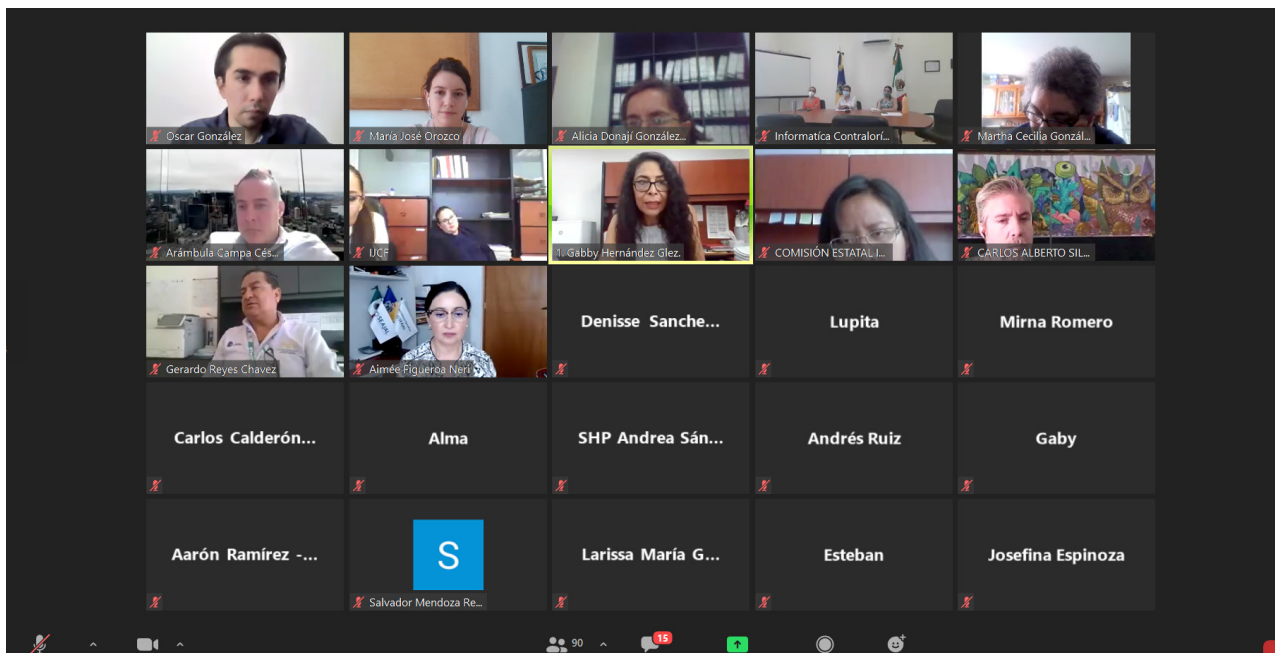 Oscar González
María José Orozco
Alicia Donají González...
Informatíca Contralorí...
Martha Cecilia Gonzál...
Arámbula Campa Cés...
UCF
1. Gabby Hernández Glez.
COMISIÓN ESTATAL I...
CARLOS ALBERTO SIL...
Gerardo Reyes Chavez
Aimée Figueroa Neri
Denisse Sanche...
Lupita
Mirna Romero
Carlos Calderón...
Alma
SHP Andrea Sán...
Andrés Ruiz
Gaby
Aarón Ramírez -...
S
Salvador Mendoza Re...
Larissa María G...
Esteban
Josefina Espinoza
90
15